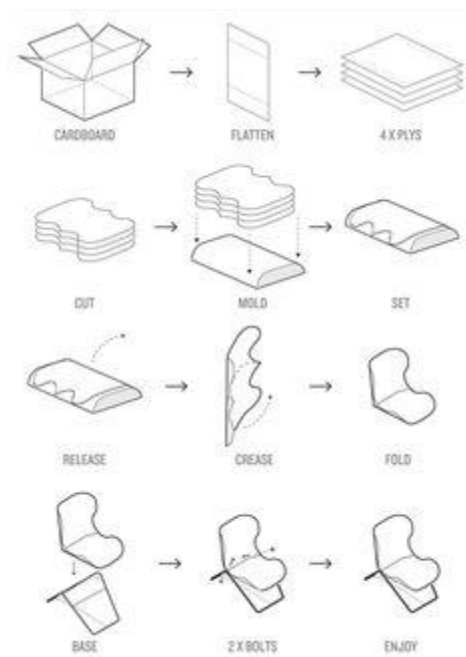 CARDBOARD
FLATTEN
4 X PLYS
CUT
MOLD
SET
RELEASE
CREASE
FOLD
BASE
2 X BOLTS
ENJOY